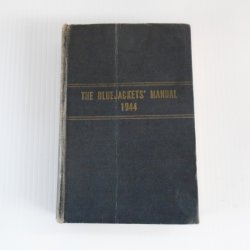 THE BLUEJACKETS' MANUAL
1944